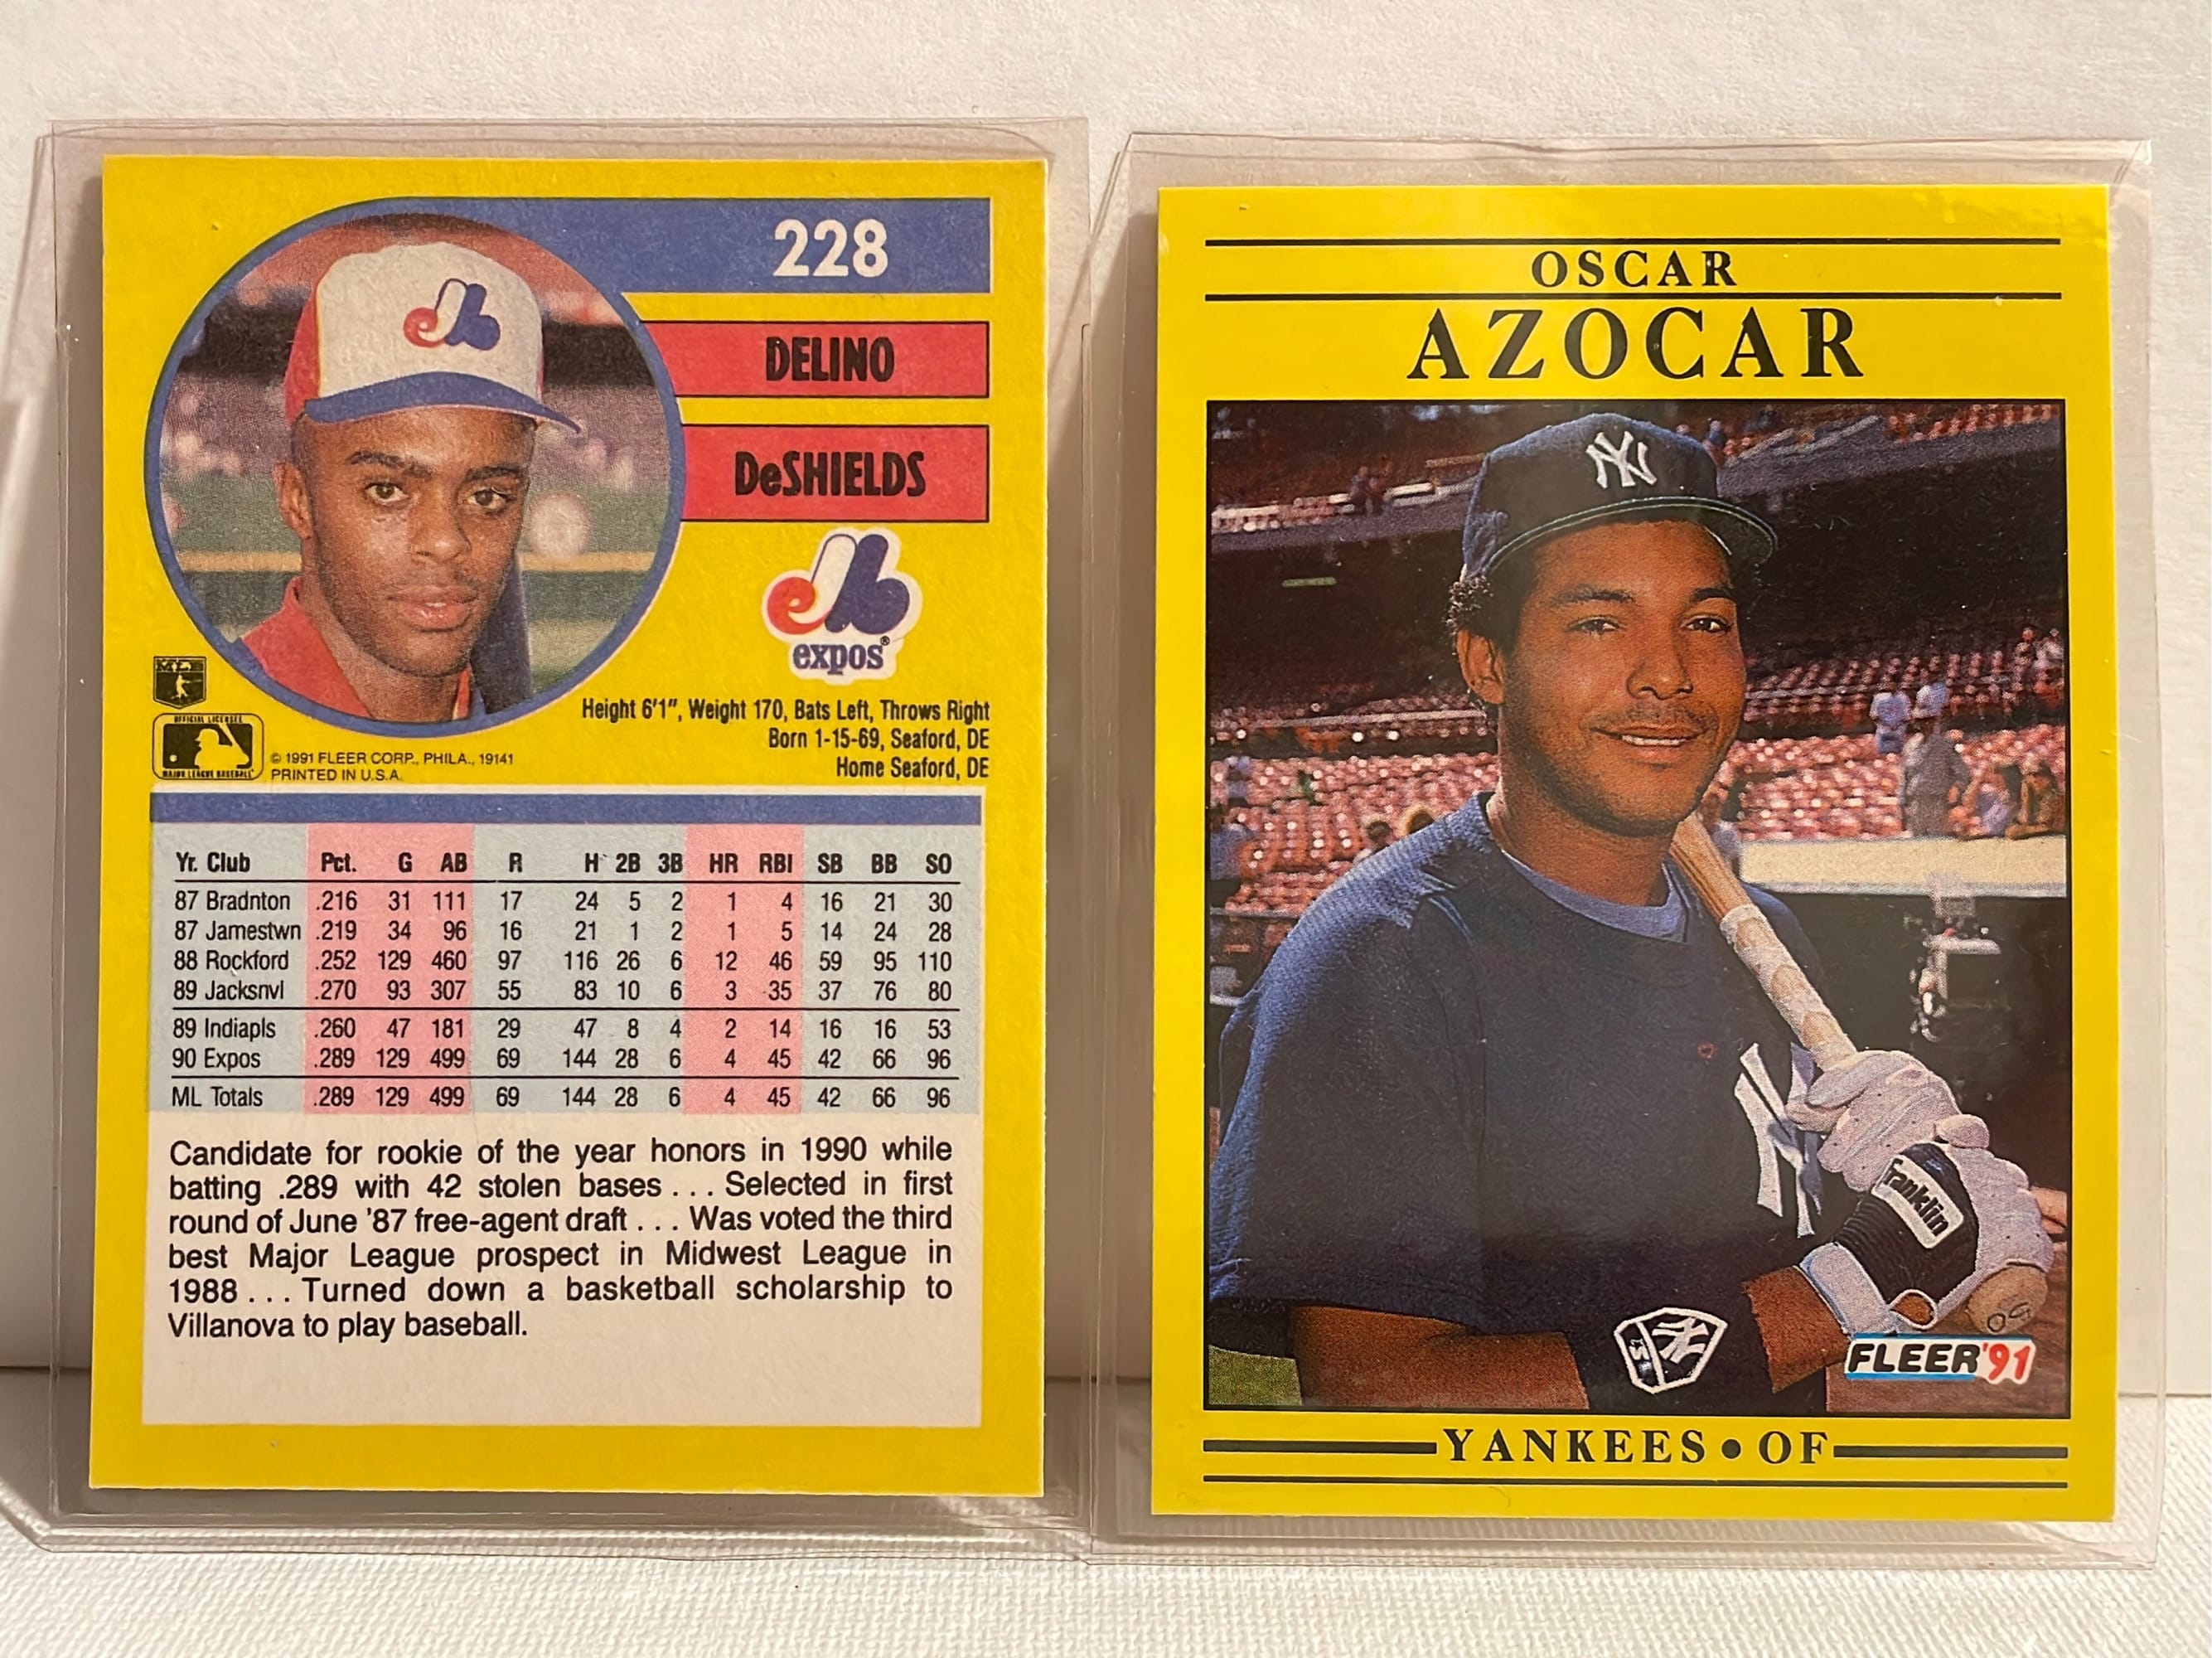 228
DELINO
DeSHIELDS
expos®
MLB
OFFICIAL LICENSEE
MAJOR LEAGUE BASEBALL
© 1991 FLEER CORP., PHILA., 19141
PRINTED IN U.S.A.
Height 6'1", Weight 170, Bats Left, Throws Right
Born 1-15-69, Seaford, DE
Home Seaford, DE
Yr. Club Pct. G AB R H 2B 3B HR RBI SB BB SO
87 Bradnton .216 31 111 17 24 5 2 1 4 16 21 30
87 Jamestwn .219 34 96 16 21 1 2 1 5 14 24 28
88 Rockford .252 129 460 97 116 26 6 12 46 59 95 110
89 Jacksnvl .270 93 307 55 83 10 6 3 35 37 76 80
89 Indiapls .260 47 181 29 47 8 4 2 14 16 16 53
90 Expos .289 129 499 69 144 28 6 4 45 42 66 96
ML Totals .289 129 499 69 144 28 6 4 45 42 66 96
Candidate for rookie of the year honors in 1990 while
batting .289 with 42 stolen bases . . . Selected in first
round of June '87 free-agent draft . . . Was voted the third
best Major League prospect in Midwest League in
1988 . . . Turned down a basketball scholarship to
Villanova to play baseball.
OSCAR
AZOCAR
NY
Franklin
FLEER '91
YANKEES • OF